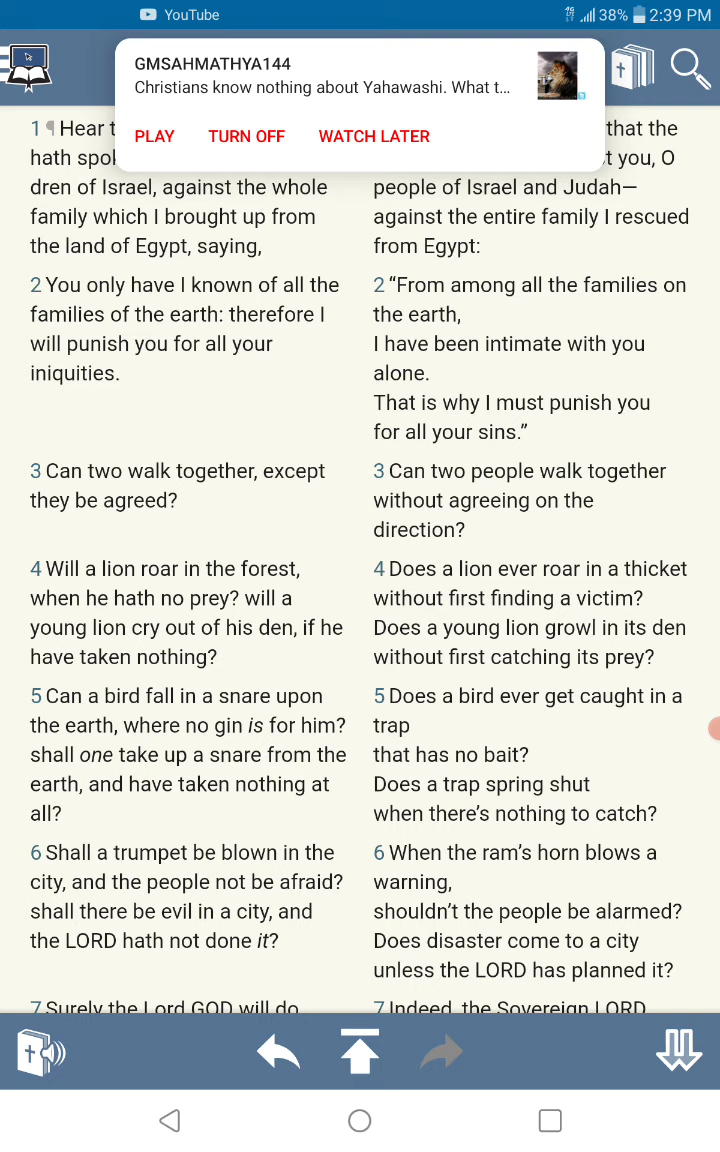 YouTube
38% 2:39 PM
GMSAHMATHYA144
Christians know nothing about Yahawashi. What t...
PLAY TURN OFF WATCH LATER
1 ¶ Hear t
hath spo
dren of Israel, against the whole
family which I brought up from
the land of Egypt, saying,
2 You only have I known of all the
families of the earth: therefore I
will punish you for all your
iniquities.
3 Can two walk together, except
they be agreed?
4 Will a lion roar in the forest,
when he hath no prey? will a
young lion cry out of his den, if he
have taken nothing?
5 Can a bird fall in a snare upon
the earth, where no gin is for him?
shall one take up a snare from the
earth, and have taken nothing at
all?
6 Shall a trumpet be blown in the
city, and the people not be afraid?
shall there be evil in a city, and
the LORD hath not done it?
7 Surely the Lord GOD will do
that the
t you, O
people of Israel and Judah—
against the entire family I rescued
from Egypt:
2 “From among all the families on
the earth,
I have been intimate with you
alone.
That is why I must punish you
for all your sins.”
3 Can two people walk together
without agreeing on the
direction?
4 Does a lion ever roar in a thicket
without first finding a victim?
Does a young lion growl in its den
without first catching its prey?
5 Does a bird ever get caught in a
trap
that has no bait?
Does a trap spring shut
when there’s nothing to catch?
6 When the ram’s horn blows a
warning,
shouldn’t the people be alarmed?
Does disaster come to a city
unless the LORD has planned it?
7 Indeed, the Sovereign LORD